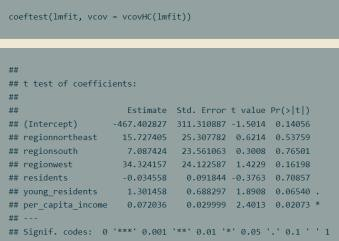 coeftest(lmfit, vcov = vcovHC(lmfit))
##
## t test of coefficients:
##
##                     Estimate  Std. Error t value Pr(>|t|)
## (Intercept)      -467.402827  311.310887 -1.5014  0.14056
## regionnortheast    15.727405   25.307782  0.6214  0.53759
## regionsouth         7.087424   23.561063  0.3008  0.76501
## regionwest         34.324157   24.122587  1.4229  0.16198
## residents          -0.034558    0.091844 -0.3763  0.70857
## young_residents     1.301458    0.688297  1.8908  0.06540 .
## per_capita_income   0.072036    0.029999  2.4013  0.02073 *
## ---
## Signif. codes:  0 '***' 0.001 '**' 0.01 '*' 0.05 '.' 0.1 ' ' 1